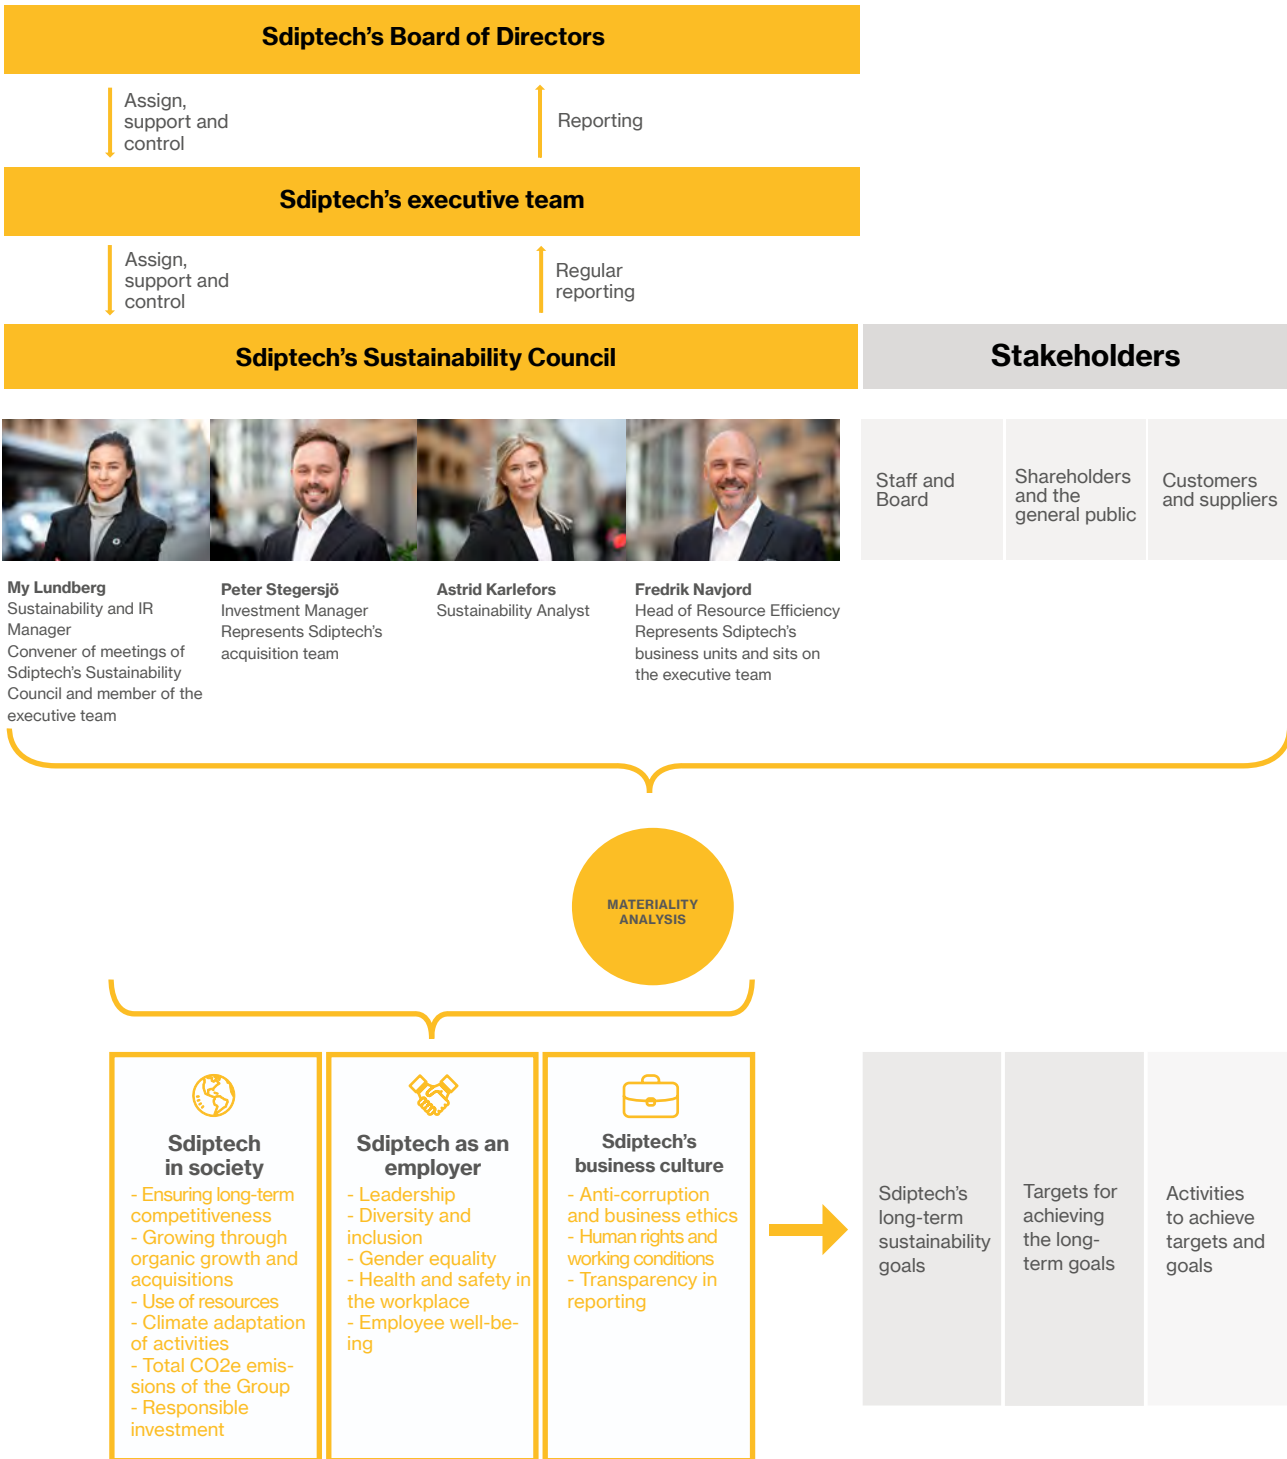 Sdiptech’s Board of Directors
Assign,
support and
control
Reporting
Sdiptech’s executive team
Assign,
support and
control
Regular
reporting
Sdiptech’s Sustainability Council
Stakeholders
Staff and
Board
Shareholders
and the
general public
Customers
and suppliers
My Lundberg
Sustainability and IR
Manager
Convener of meetings of
Sdiptech’s Sustainability
Council and member of the
executive team
Peter Stegersjö
Investment Manager
Represents Sdiptech’s
acquisition team
Astrid Karlefors
Sustainability Analyst
Fredrik Navjord
Head of Resource Efficiency
Represents Sdiptech’s
business units and sits on
the executive team
MATERIALITY
ANALYSIS
Sdiptech
in society
- Ensuring long-term
competitiveness
- Growing through
organic growth and
acquisitions
- Use of resources
- Climate adaptation
of activities
- Total CO2e emis-
sions of the Group
- Responsible
investment
Sdiptech as an
employer
- Leadership
- Diversity and
inclusion
- Gender equality
- Health and safety in
the workplace
- Employee well-be-
ing
Sdiptech’s
business culture
- Anti-corruption
and business ethics
- Human rights and
working conditions
- Transparency in
reporting
Sdiptech’s
long-term
sustainability
goals
Targets for
achieving
the long-
term goals
Activities
to achieve
targets and
goals